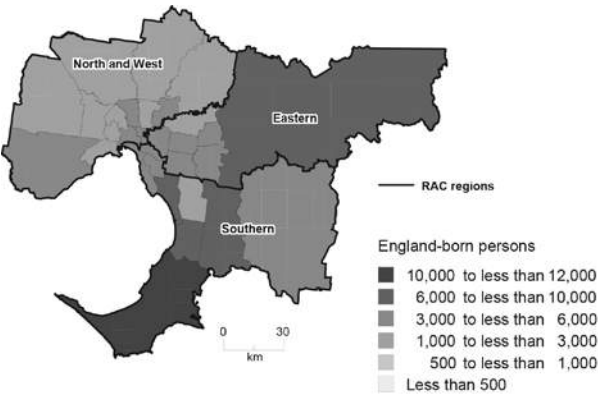 North and West
Eastern
RAC regions
Southern
England-born persons
10,000 to less than 12,000
6,000 to less than 10,000
3,000 to less than 6,000
1,000 to less than 3,000
500 to less than 1,000
Less than 500
0 30
km